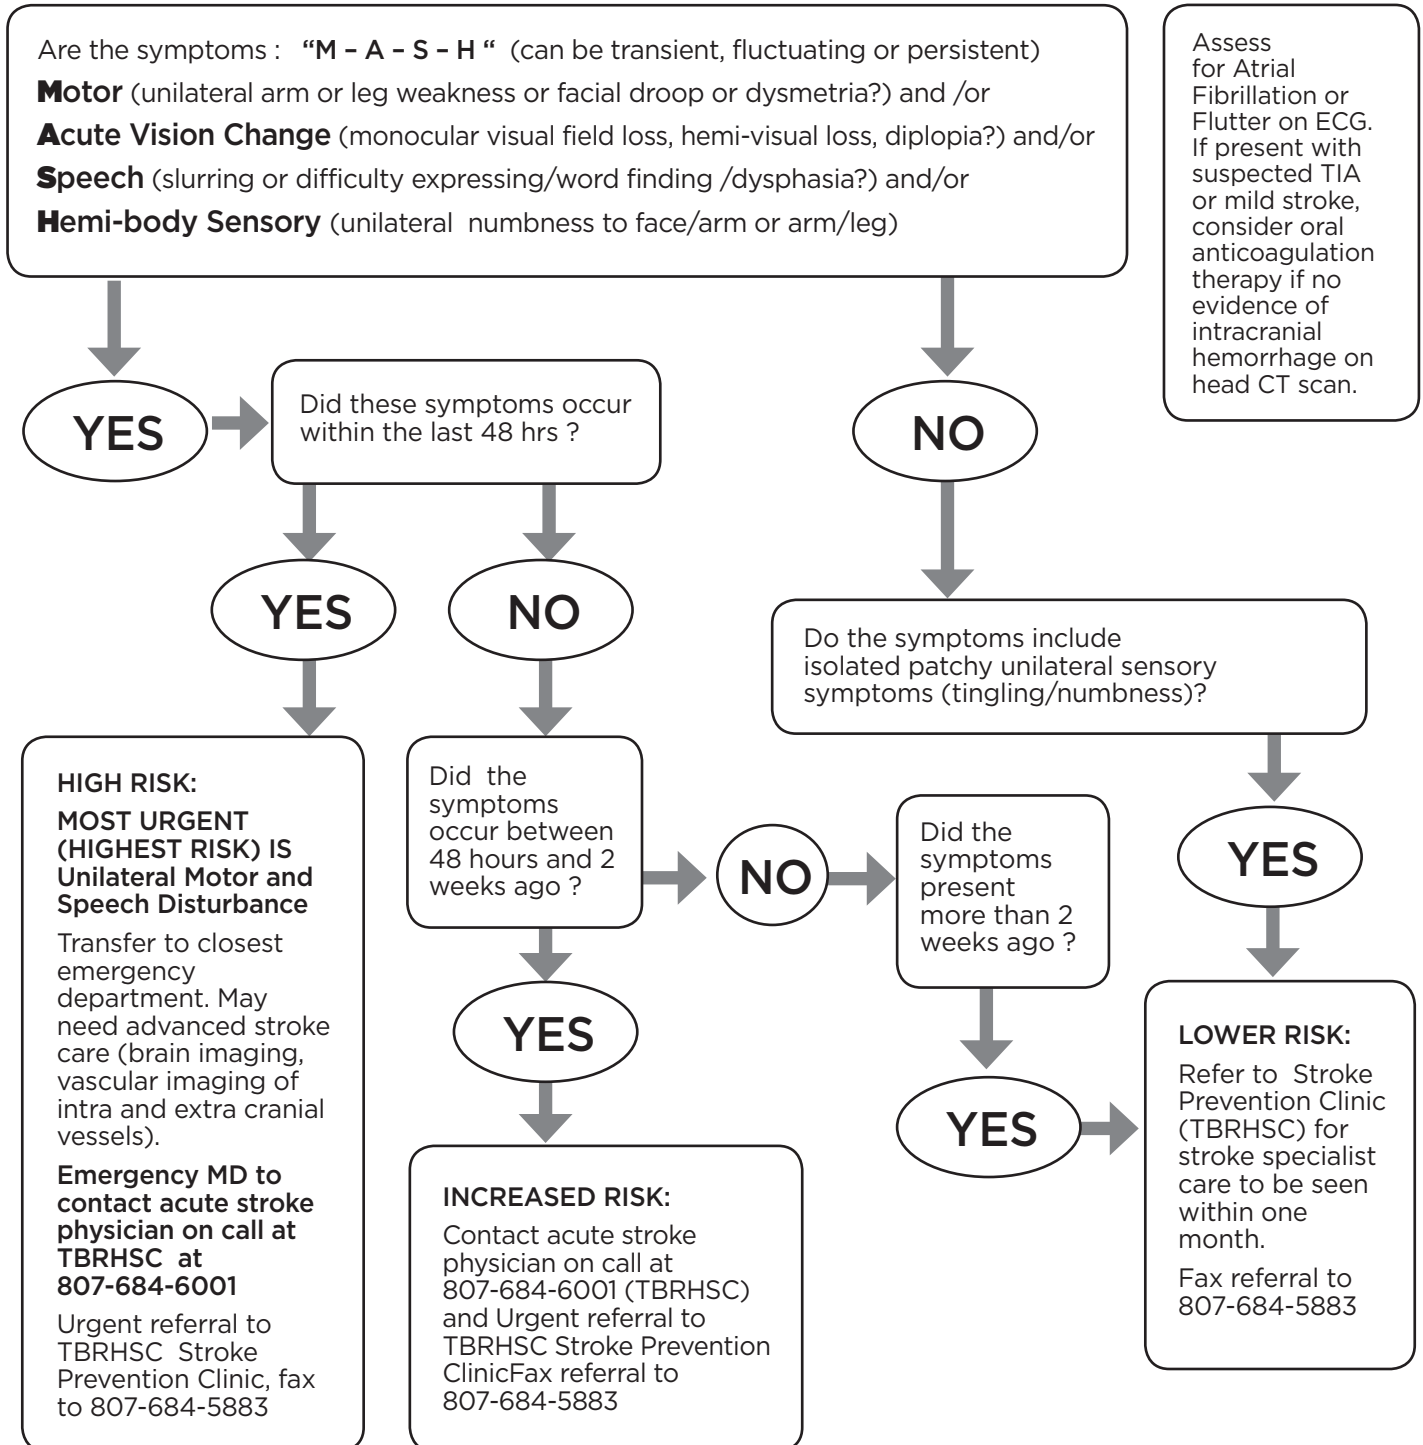 Are the symptoms : “M – A – S – H “ (can be transient, fluctuating or persistent)
Motor (unilateral arm or leg weakness or facial droop or dysmetria?) and /or
Acute Vision Change (monocular visual field loss, hemi-visual loss, diplopia?) and/or
Speech (slurring or difficulty expressing/word finding /dysphasia?) and/or
Hemi-body Sensory (unilateral numbness to face/arm or arm/leg)
Assess
for Atrial
Fibrillation or
Flutter on ECG.
If present with
suspected TIA
or mild stroke,
consider oral
anticoagulation
therapy if no
evidence of
intracranial
hemorrhage on
head CT scan.
YES
Did these symptoms occur
within the last 48 hrs ?
NO
YES
NO
Do the symptoms include
isolated patchy unilateral sensory
symptoms (tingling/numbness)?
HIGH RISK:
MOST URGENT
(HIGHEST RISK) IS
Unilateral Motor and
Speech Disturbance
Transfer to closest
emergency
department. May
need advanced stroke
care (brain imaging,
vascular imaging of
intra and extra cranial
vessels).
Emergency MD to
contact acute stroke
physician on call at
TBRHSC at
807-684-6001
Urgent referral to
TBRHSC Stroke
Prevention Clinic, fax
to 807-684-5883
Did the
symptoms
occur between
48 hours and 2
weeks ago ?
NO
Did the
symptoms
present
more than 2
weeks ago ?
YES
YES
YES
INCREASED RISK:
Contact acute stroke
physician on call at
807-684-6001 (TBRHSC)
and Urgent referral to
TBRHSC Stroke Prevention
ClinicFax referral to
807-684-5883
LOWER RISK:
Refer to Stroke
Prevention Clinic
(TBRHSC) for
stroke specialist
care to be seen
within one
month.
Fax referral to
807-684-5883